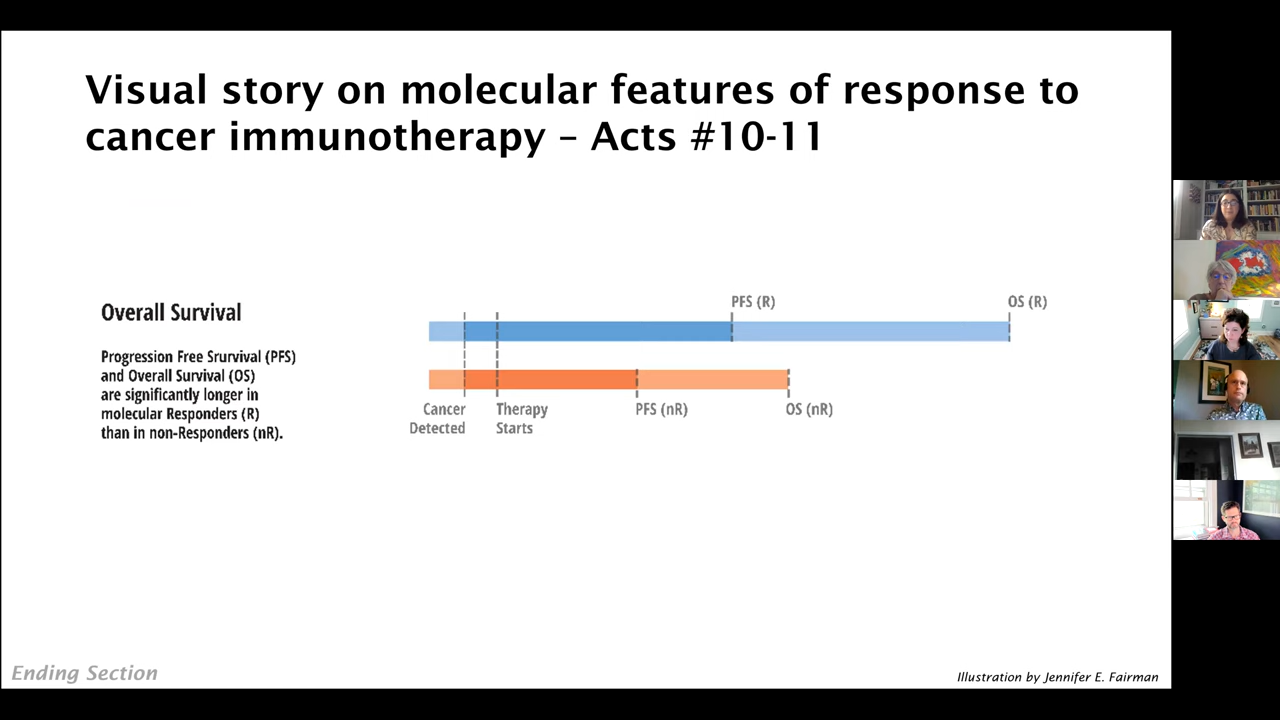 Visual story on molecular features of response to
cancer immunotherapy – Acts #10-11
Overall Survival
Progression Free Srurvival (PFS)
and Overall Survival (OS)
are significantly longer in
molecular Responders (R)
than in non-Responders (nR).
PFS (R)
OS (R)
Cancer
Detected
Therapy
Starts
PFS (nR)
OS (nR)
Ending Section
Illustration by Jennifer E. Fairman